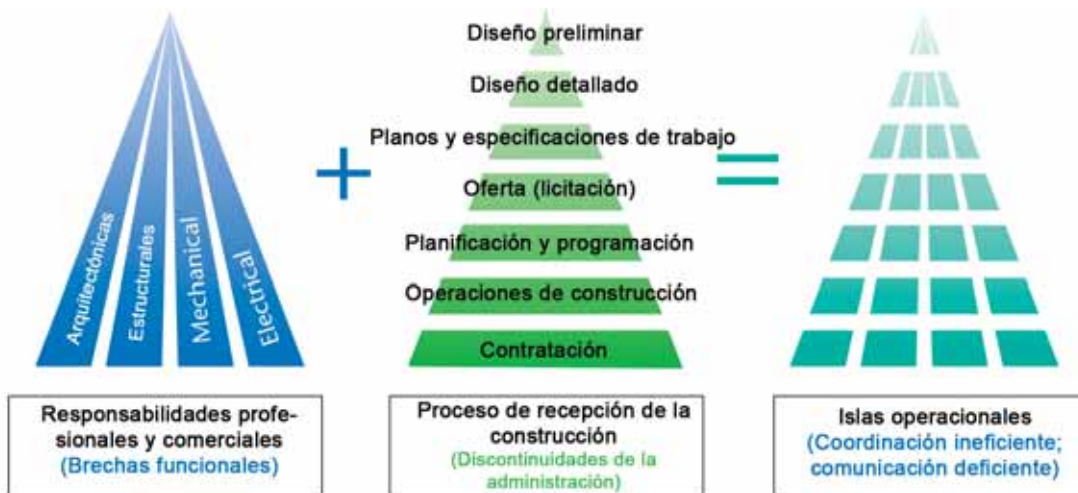 Arquitectónicas
Estructurales
Mechanical
Electrical
+
Diseño preliminar
Diseño detallado
Planos y especificaciones de trabajo
Oferta (licitación)
Planificación y programación
Operaciones de construcción
Contratación
=
Responsabilidades profe-
sionales y comerciales
(Brechas funcionales)
Proceso de recepción de la
construcción
(Discontinuidades de la
administración)
Islas operacionales
(Coordinación ineficiente;
comunicación deficiente)